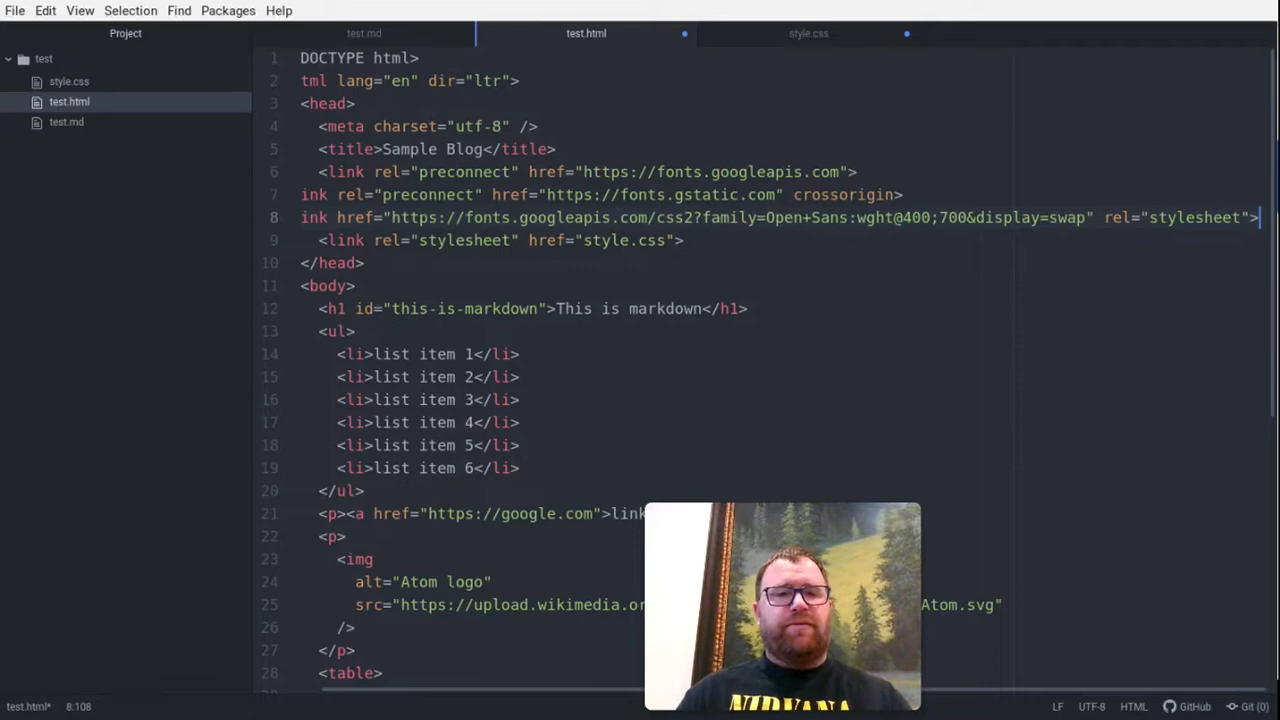 File Edit View Selection Find Packages Help
Project
test.md
test.html
style.css
test
style.css
test.html
test.md
1 DOCTYPE html>
2 tml lang="en" dir="ltr">
3 <head>
4 <meta charset="utf-8" />
5 <title>Sample Blog</title>
6 <link rel="preconnect" href="https://fonts.googleapis.com">
7 ink rel="preconnect" href="https://fonts.gstatic.com" crossorigin>
8 ink href="https://fonts.googleapis.com/css2?family=Open+Sans:wght@400;700&display=swap" rel="stylesheet">
9 <link rel="stylesheet" href="style.css">
10 </head>
11 <body>
12 <h1 id="this-is-markdown">This is markdown</h1>
13 <ul>
14 <li>list item 1</li>
15 <li>list item 2</li>
16 <li>list item 3</li>
17 <li>list item 4</li>
18 <li>list item 5</li>
19 <li>list item 6</li>
20 </ul>
21 <p><a href="https://google.com">link
22 <p>
23 <img
24 alt="Atom logo"
25 src="https://upload.wikimedia.or Atom.svg"
26 />
27 </p>
28 <table>
NIRVANA
test.html* 8:108 LF UTF-8 HTML GitHub Git (0)